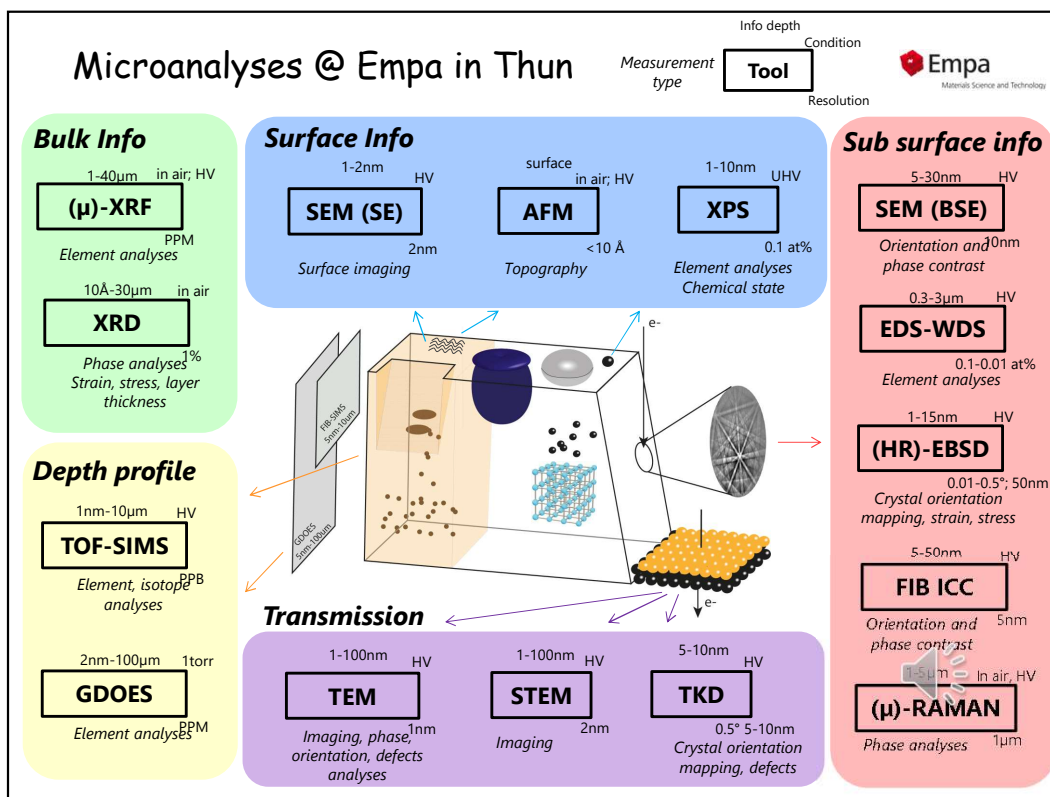 Microanalyses @ Empa in Thun
Info depth
Condition
Measurement
type
Tool
Resolution
Empa
Materials Science and Technology
Bulk Info
1-40µm
in air; HV
(µ)-XRF
PPM
Element analyses
10Å-30µm
in air
XRD
1%
Phase analyses
Strain, stress, layer
thickness
Surface Info
1-2nm
HV
SEM (SE)
2nm
Surface imaging
surface
in air; HV
AFM
<10 Å
Topography
1-10nm
UHV
XPS
0.1 at%
Element analyses
Chemical state
Sub surface info
5-30nm
HV
SEM (BSE)
10nm
Orientation and
phase contrast
0.3-3µm
HV
EDS-WDS
0.1-0.01 at%
Element analyses
1-15nm
HV
(HR)-EBSD
0.01-0.5°; 50nm
Crystal orientation
mapping, strain, stress
5-50nm
HV
FIB ICC
5nm
Orientation and
phase contrast
1-5µm
In air, HV
(µ)-RAMAN
1µm
Phase analyses
e-
FIB-SIMS
5nm-10um
GDOES
5nm-100um
e-
Depth profile
1nm-10µm
HV
TOF-SIMS
PPB
Element, isotope
analyses
2nm-100µm
1torr
GDOES
PPM
Element analyses
Transmission
1-100nm
HV
TEM
1nm
Imaging, phase,
orientation, defects
analyses
1-100nm
HV
STEM
2nm
Imaging
5-10nm
HV
TKD
0.5° 5-10nm
Crystal orientation
mapping, defects